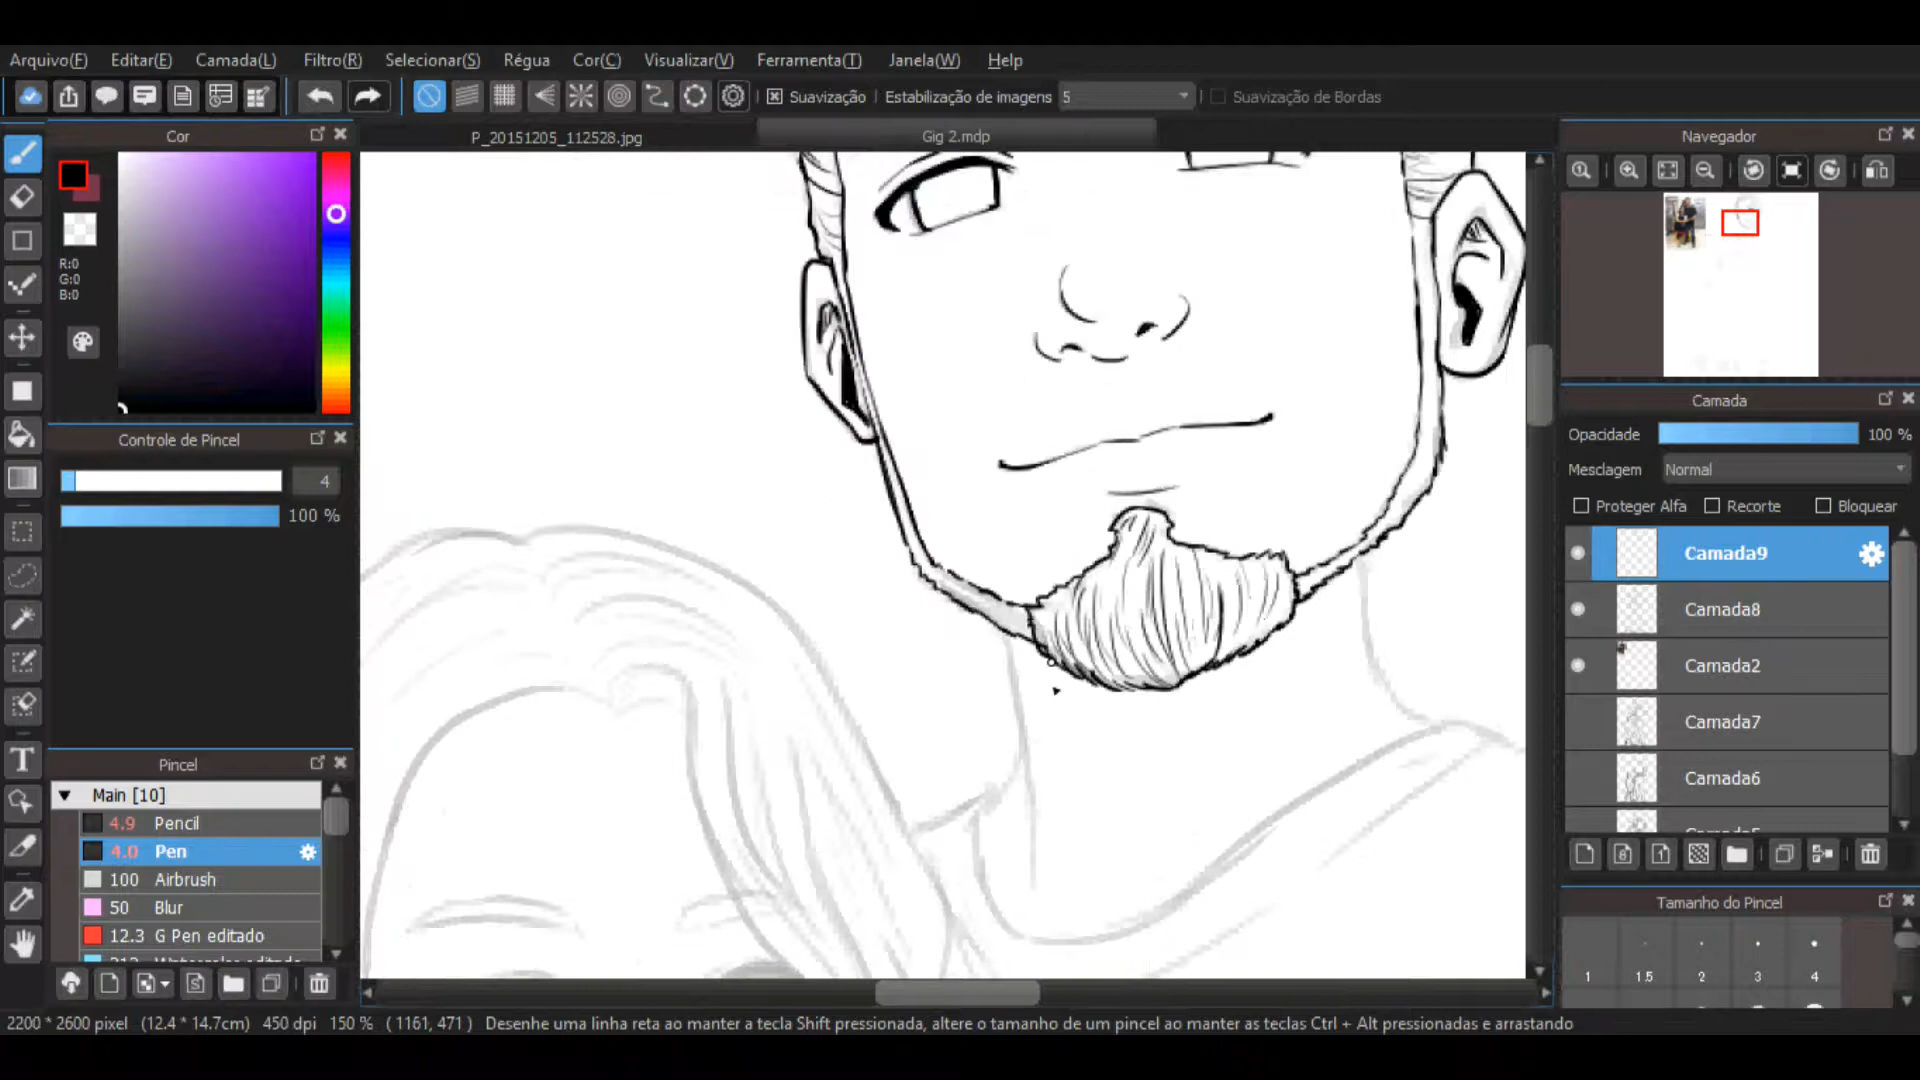 Arquivo(F) Editar(E) Camada(L) Filtro(R) Selecionar(S) Régua Cor(C) Visualizar(V) Ferramenta(T) Janela(W) Help
Suavização Estabilização de imagens 5 Suavização de Bordas
Cor
P_20151205_112528.jpg
Gig 2.mdp
Navegador
R:0
G:0
B:0
Controle de Pincel
4
100 %
Pincel
Main [10]
4.9 Pencil
4.0 Pen
100 Airbrush
50 Blur
12.3 G Pen editado
Camada
Opacidade 100 %
Mesclagem Normal
Proteger Alfa Recorte Bloquear
Camada9
Camada8
Camada2
Camada7
Camada6
Tamanho do Pincel
1 1.5 2 3 4
2200 * 2600 pixel (12.4 * 14.7cm) 450 dpi 150 % ( 1161, 471 ) Desenhe uma linha reta ao manter a tecla Shift pressionada, altere o tamanho de um pincel ao manter as teclas Ctrl + Alt pressionadas e arrastando